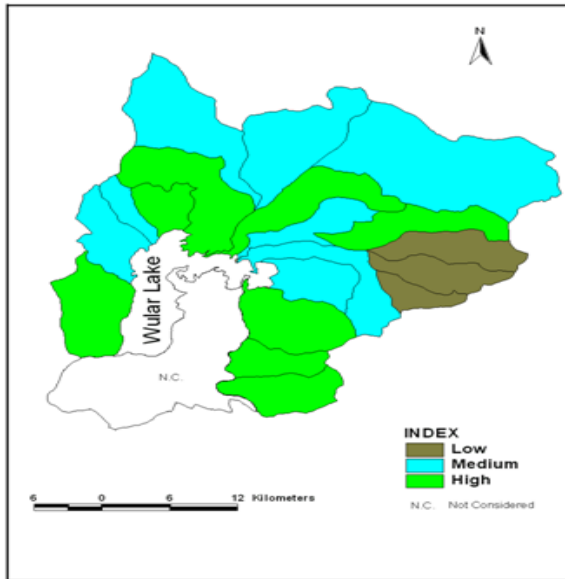 N
Wular Lake
N.C.
INDEX
Low
Medium
High
N.C. Not Considered
6 0 6 12 Kilometers